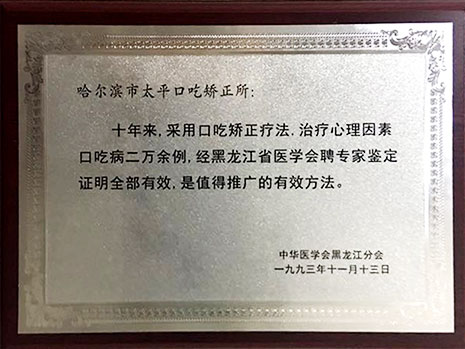 哈尔滨市太平口吃矫正所:
十年来,采用口吃矫正疗法,治疗心理因素
口吃病二万余例,经黑龙江省医学会聘专家鉴定
证明全部有效,是值得推广的有效方法。
中华医学会黑龙江分会
一九九三年十一月十三日